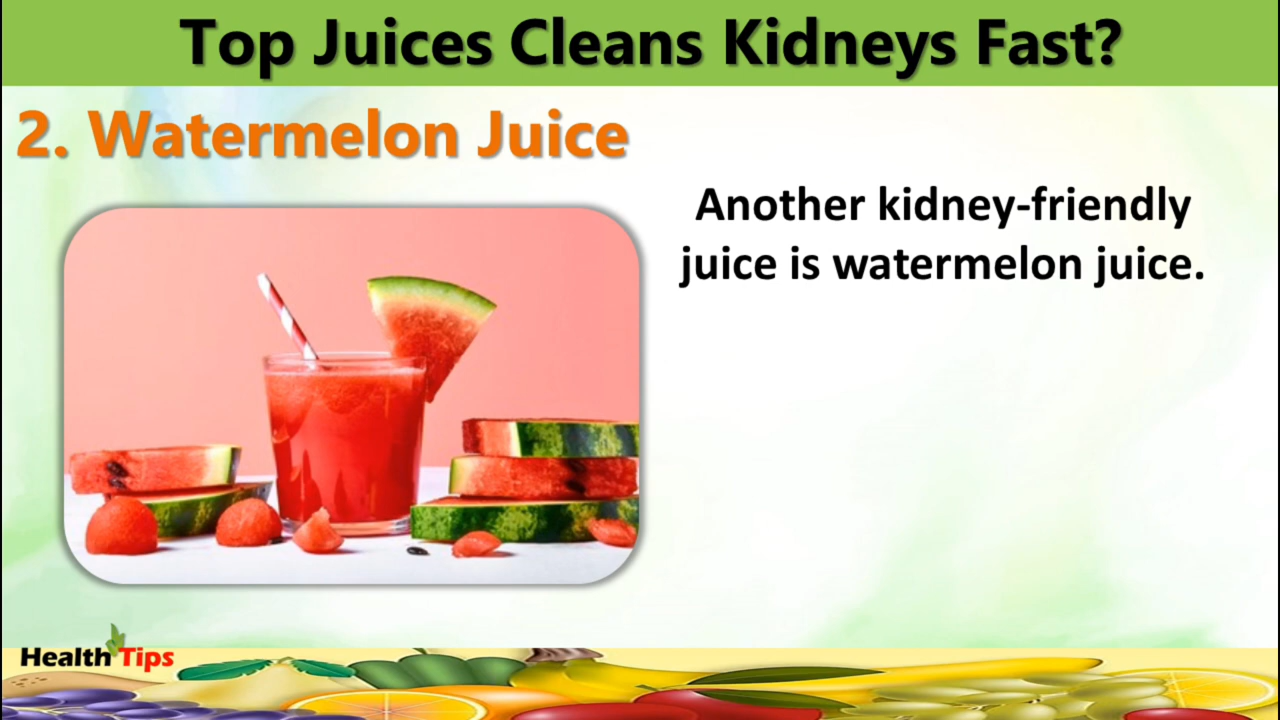 Top Juices Cleans Kidneys Fast?
2. Watermelon Juice
Another kidney-friendly
juice is watermelon juice.
Health Tips